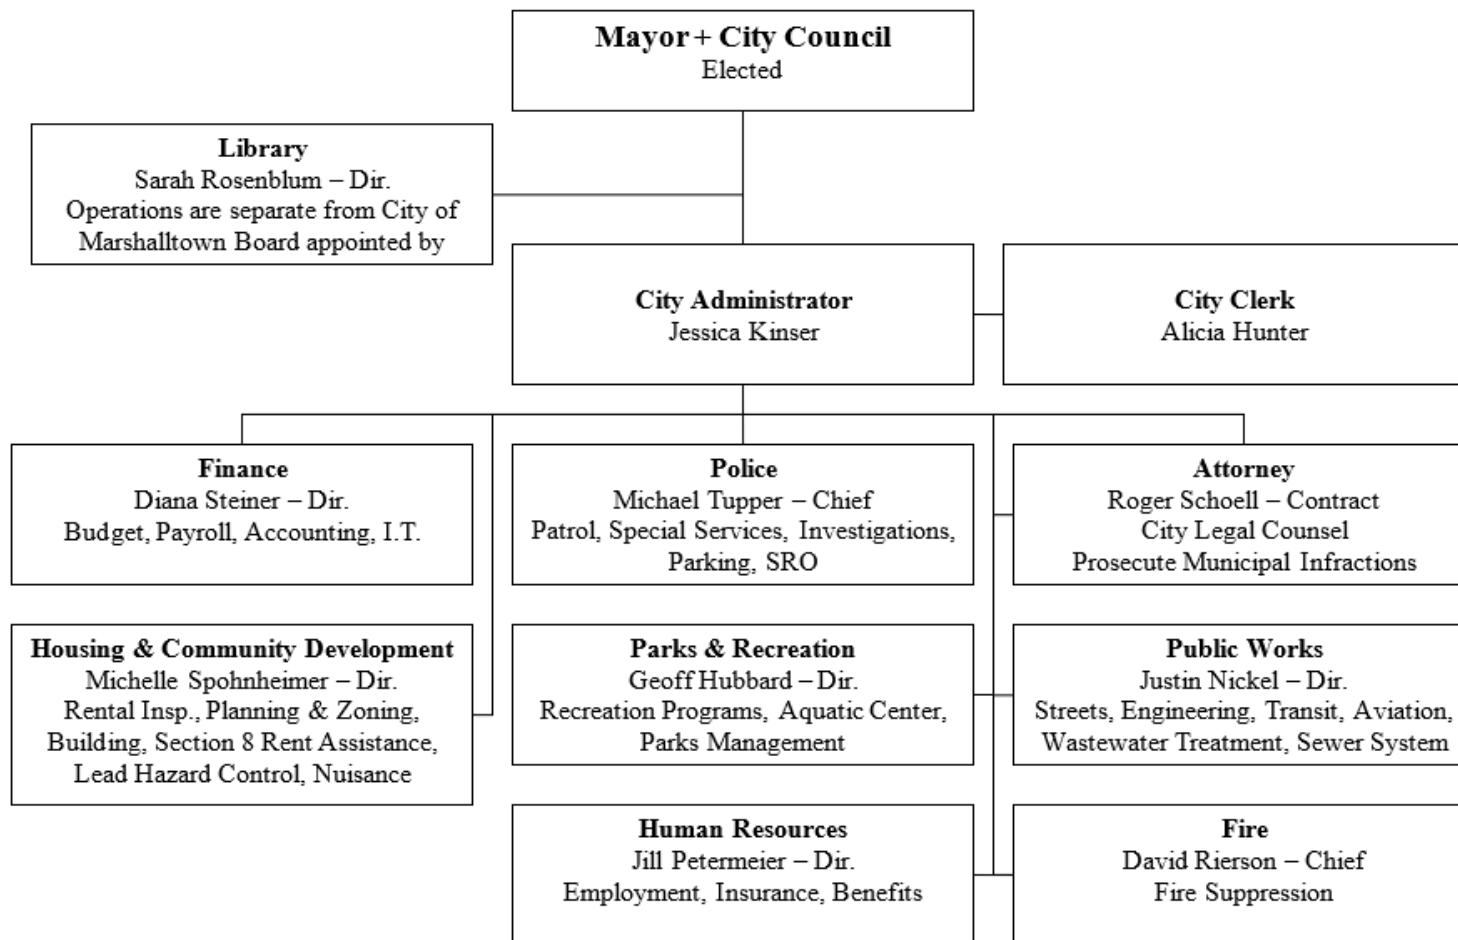 Mayor + City Council
Elected
Library
Sarah Rosenblum – Dir.
Operations are separate from City of
Marshalltown Board appointed by
City Administrator
Jessica Kinser
City Clerk
Alicia Hunter
Finance
Diana Steiner – Dir.
Budget, Payroll, Accounting, I.T.
Police
Michael Tupper – Chief
Patrol, Special Services, Investigations,
Parking, SRO
Attorney
Roger Schoell – Contract
City Legal Counsel
Prosecute Municipal Infractions
Housing & Community Development
Michelle Spohnheimer – Dir.
Rental Insp., Planning & Zoning,
Building, Section 8 Rent Assistance,
Lead Hazard Control, Nuisance
Parks & Recreation
Geoff Hubbard – Dir.
Recreation Programs, Aquatic Center,
Parks Management
Public Works
Justin Nickel – Dir.
Streets, Engineering, Transit, Aviation,
Wastewater Treatment, Sewer System
Human Resources
Jill Petermeier – Dir.
Employment, Insurance, Benefits
Fire
David Rierson – Chief
Fire Suppression